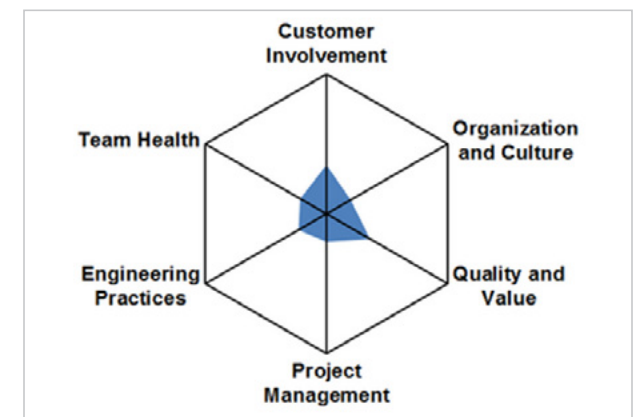 Customer
Involvement
Team Health
Organization
and Culture
Engineering
Practices
Quality and
Value
Project
Management